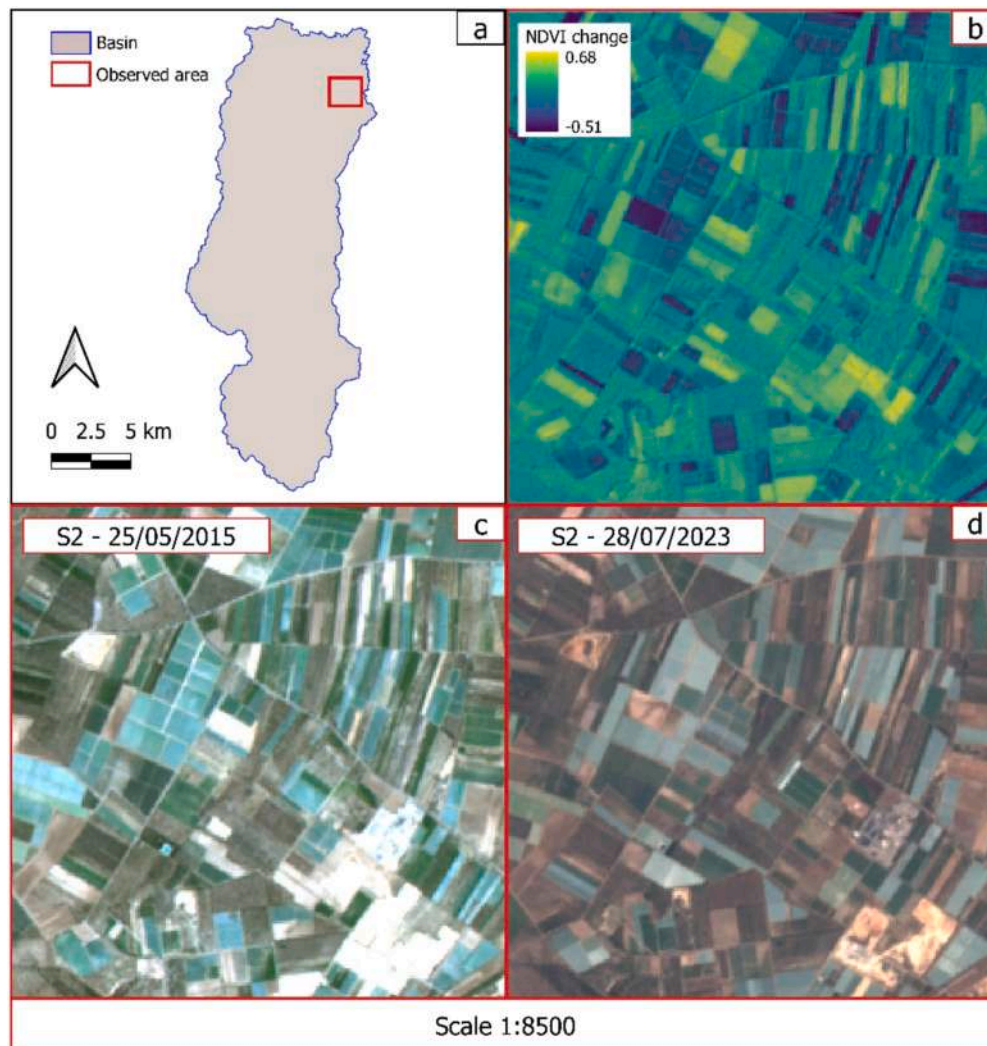 Basin
Observed area
a
0 2.5 5 km
NDVI change
0.68
-0.51
b
S2 - 25/05/2015
c
S2 - 28/07/2023
d
Scale 1:8500